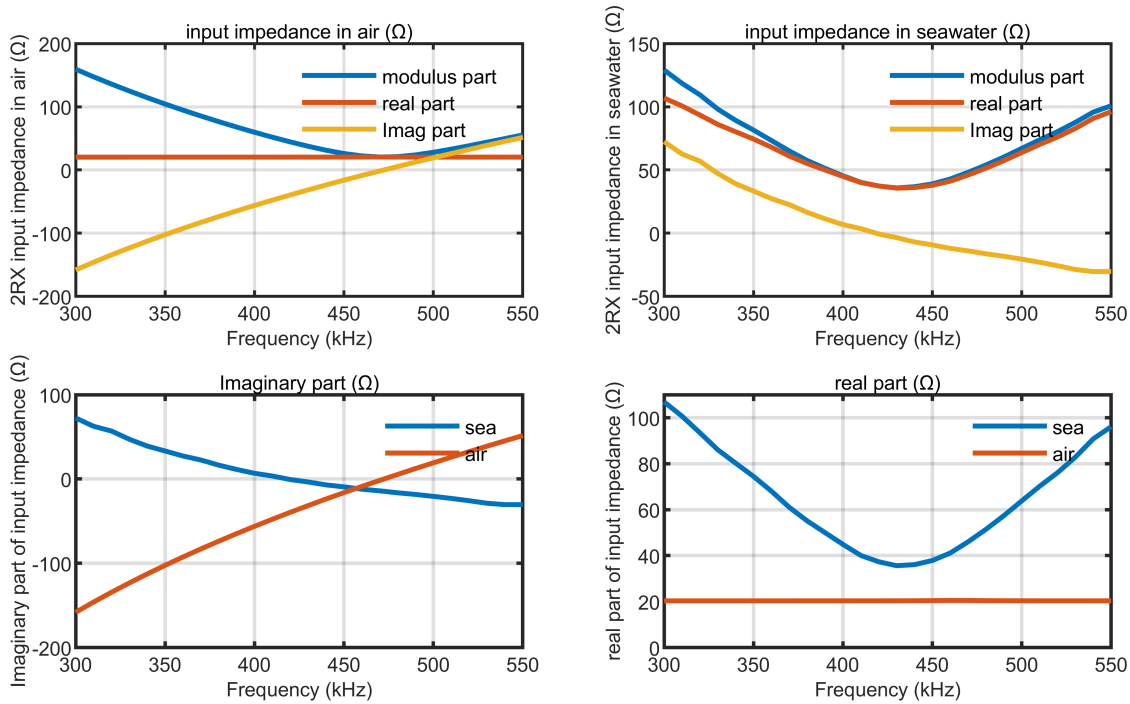 input impedance in air (Ω)
2RX input impedance in air (Ω)
200
100
0
-100
-200
modulus part
real part
Imag part
300 350 400 450 500 550
Frequency (kHz)
input impedance in seawater (Ω)
2RX input impedance in seawater (Ω)
150
100
50
0
-50
modulus part
real part
Imag part
300 350 400 450 500 550
Frequency (kHz)
Imaginary part (Ω)
Imaginary part of input impedance (Ω)
100
0
-100
-200
sea
air
300 350 400 450 500 550
Frequency (kHz)
real part (Ω)
real part of input impedance (Ω)
100
80
60
40
20
0
sea
air
300 350 400 450 500 550
Frequency (kHz)